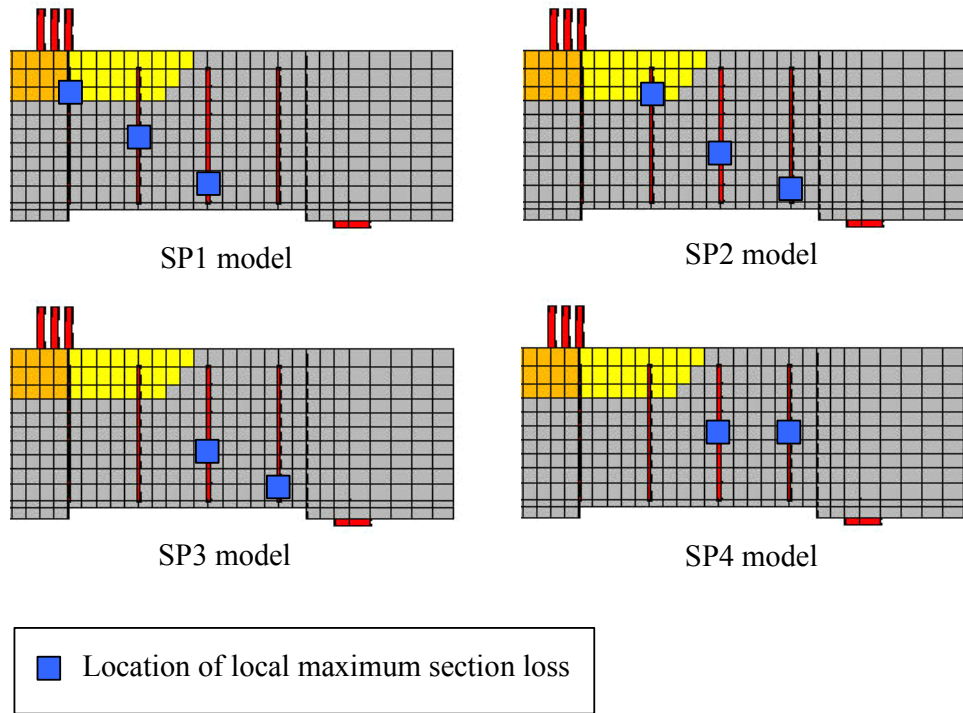 SP1 model
SP2 model
SP3 model
SP4 model
Location of local maximum section loss